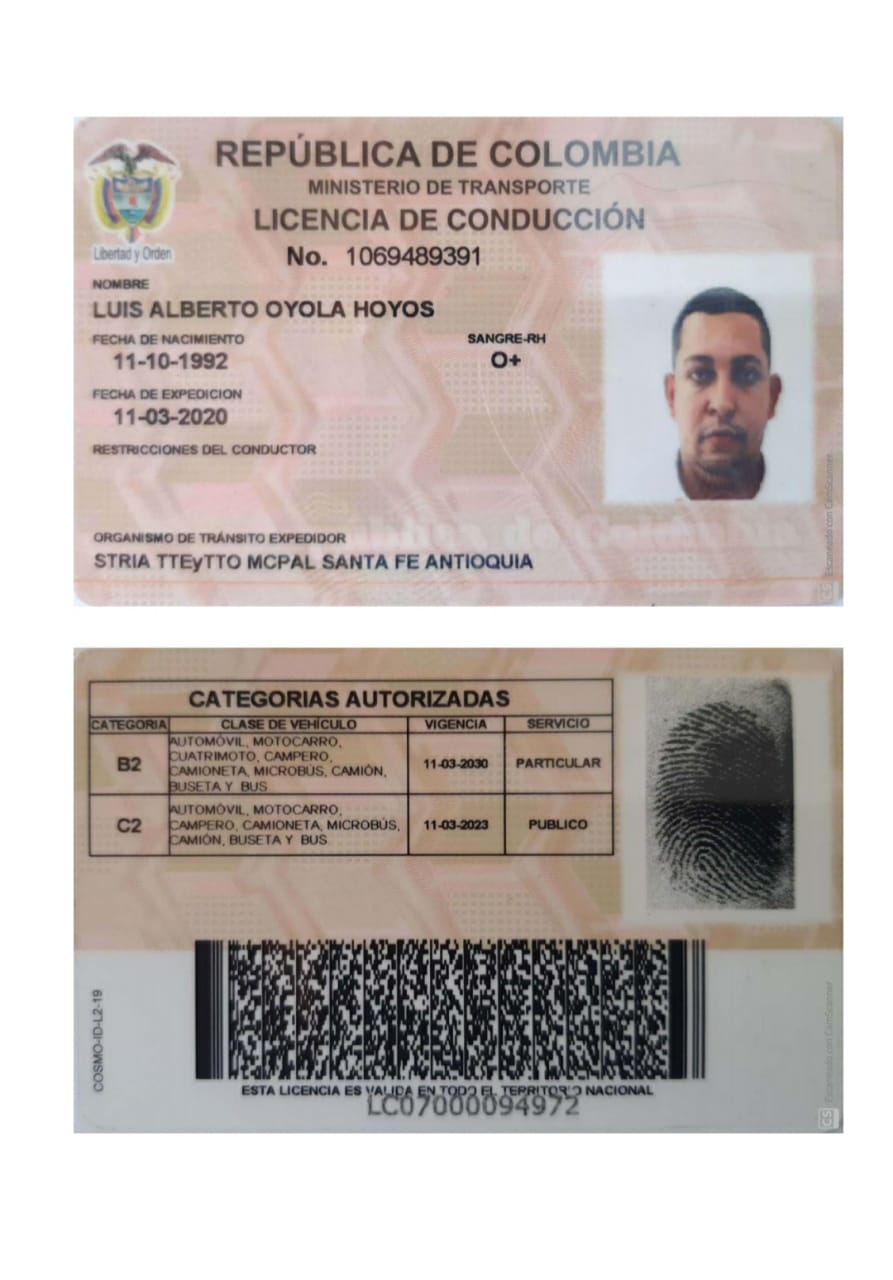 REPÚBLICA DE COLOMBIA
MINISTERIO DE TRANSPORTE
LICENCIA DE CONDUCCIÓN
Libertad y Orden
No. 1069489391
NOMBRE
LUIS ALBERTO OYOLA HOYOS
FECHA DE NACIMIENTO SANGRE-RH
11-10-1992 O+
FECHA DE EXPEDICION
11-03-2020
RESTRICCIONES DEL CONDUCTOR
ORGANISMO DE TRÁNSITO EXPEDIDOR
STRIA TTEyTTO MCPAL SANTA FE ANTIOQUIA
CS Escaneado con CamScanner
CATEGORIAS AUTORIZADAS
CATEGORIA CLASE DE VEHÍCULO VIGENCIA SERVICIO
B2 AUTOMÓVIL, MOTOCARRO,
CUATRIMOTO, CAMPERO,
CAMIONETA, MICROBÚS, CAMIÓN,
BUSETA Y BUS
11-03-2030 PARTICULAR
C2 AUTOMÓVIL, MOTOCARRO,
CAMPERO, CAMIONETA, MICROBÚS,
CAMIÓN, BUSETA Y BUS
11-03-2023 PUBLICO
COSMO-ID-L2-19
ESTA LICENCIA ES VALIDA EN TODO EL TERRITORIO NACIONAL
LC07000094972
CS Escaneado con CamScanner